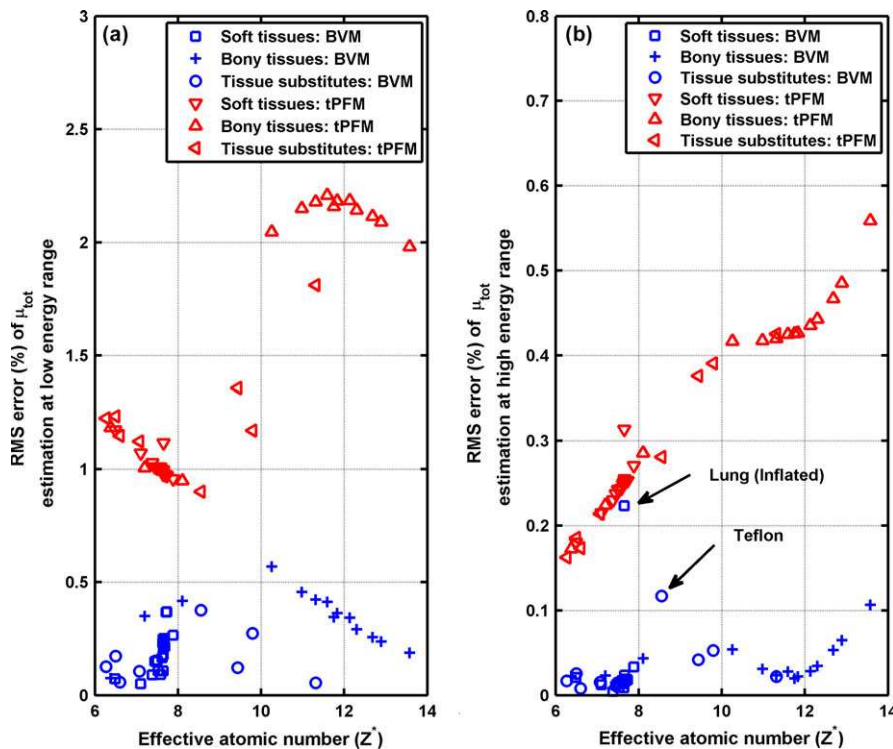 (a)
Soft tissues: BVM
Bony tissues: BVM
Tissue substitutes: BVM
Soft tissues: tPFM
Bony tissues: tPFM
Tissue substitutes: tPFM
3
2.5
2
1.5
1
0.5
0
6 8 10 12 14
RMS error (%) of μtot
estimation at low energy range
Effective atomic number (Z*)
(b)
Soft tissues: BVM
Bony tissues: BVM
Tissue substitutes: BVM
Soft tissues: tPFM
Bony tissues: tPFM
Tissue substitutes: tPFM
0.8
0.7
0.6
0.5
0.4
0.3
0.2
0.1
0
6 8 10 12 14
RMS error (%) of μtot
estimation at high energy range
Lung (Inflated)
Teflon
Effective atomic number (Z*)